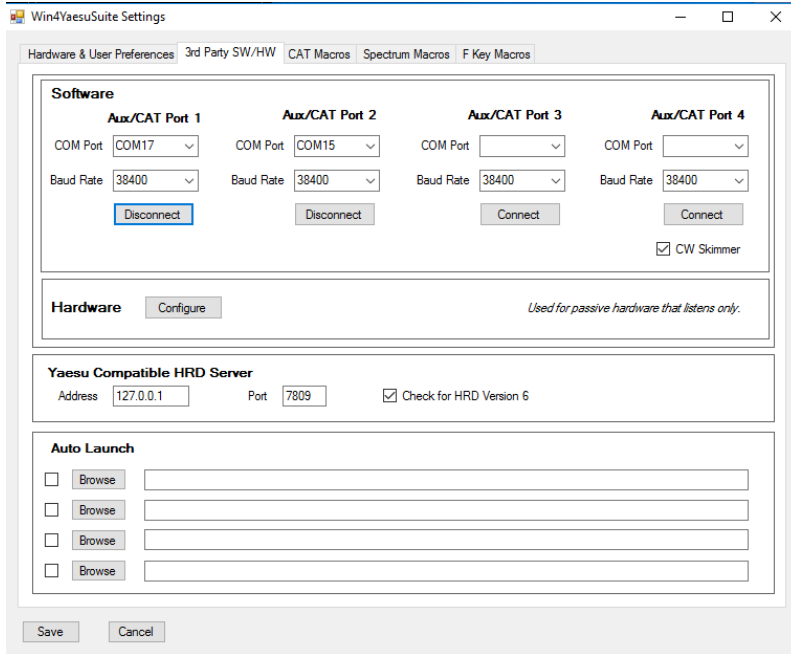 Win4YaesuSuite Settings
Hardware & User Preferences 3rd Party SW/HW CAT Macros Spectrum Macros F Key Macros
Software
Aux/CAT Port 1 Aux/CAT Port 2 Aux/CAT Port 3 Aux/CAT Port 4
COM Port COM17 COM Port COM15 COM Port COM Port
Baud Rate 38400 Baud Rate 38400 Baud Rate 38400 Baud Rate 38400
Disconnect Disconnect Connect Connect
CW Skimmer
Hardware Configure Used for passive hardware that listens only.
Yaesu Compatible HRD Server
Address 127.0.0.1 Port 7809 Check for HRD Version 6
Auto Launch
Browse
Browse
Browse
Browse
Save Cancel